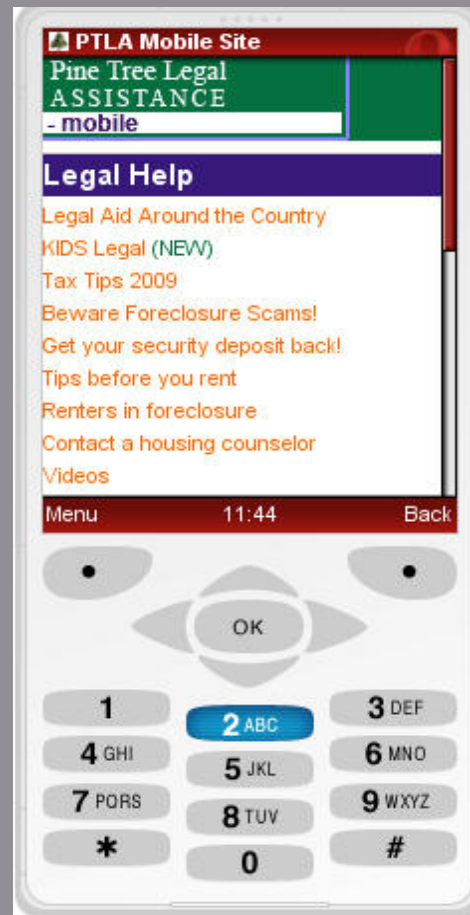 PTLA Mobile Site
Pine Tree Legal
ASSISTANCE
- mobile
Legal Help
Legal Aid Around the Country
KIDS Legal (NEW)
Tax Tips 2009
Beware Foreclosure Scams!
Get your security deposit back!
Tips before you rent
Renters in foreclosure
Contact a housing counselor
Videos
Menu 11:44 Back
OK
1 2 ABC 3 DEF
4 GHI 5 JKL 6 MNO
7 PQRS 8 TUV 9 WXYZ
* 0 #